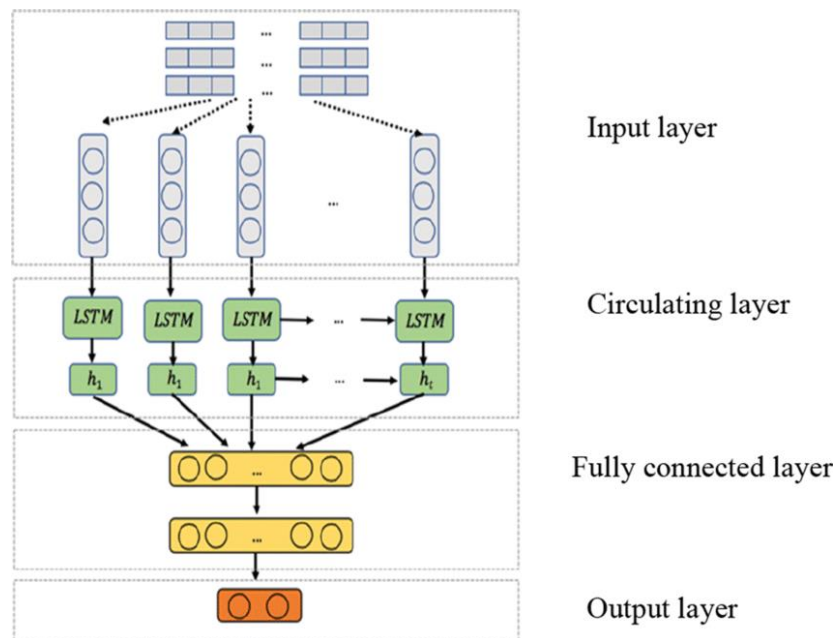 ...
...
...
...
Input layer
LSTM LSTM LSTM ... LSTM
Circulating layer
h₁ h₁ h₁ ... hₜ
...
Fully connected layer
...
Output layer